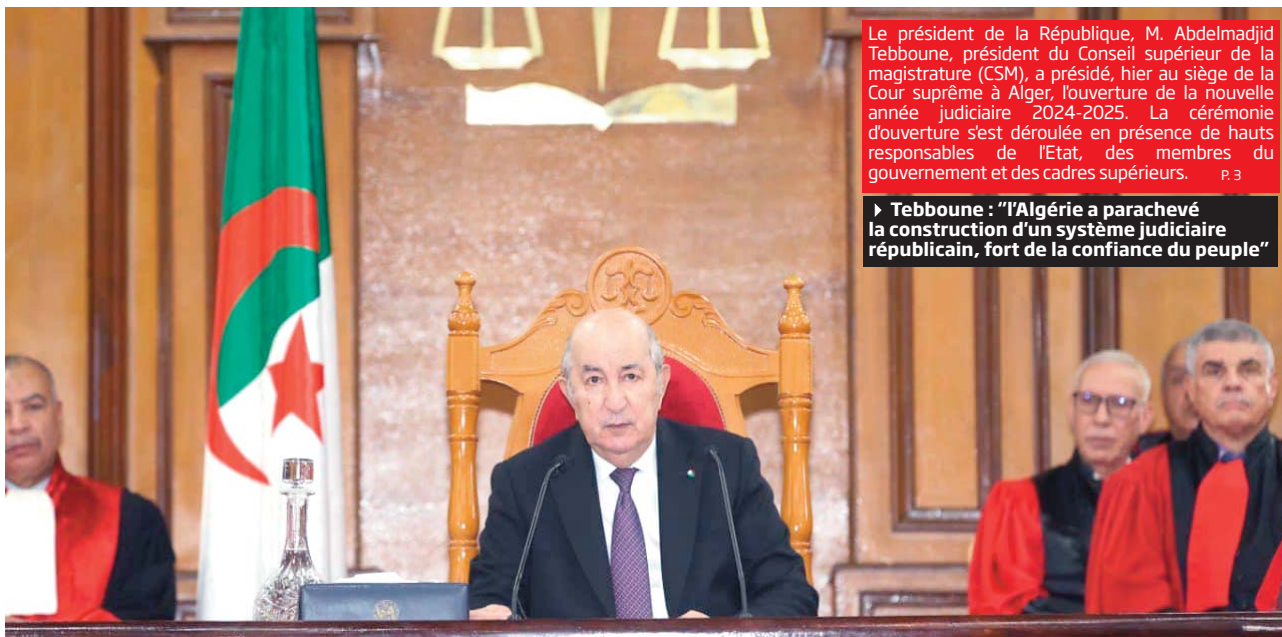 Le président de la République, M. Abdelmadjid
Tebboune, président du Conseil supérieur de la
magistrature (CSM), a présidé, hier au siège de la
Cour suprême à Alger, l'ouverture de la nouvelle
année judiciaire 2024-2025. La cérémonie
d'ouverture s'est déroulée en présence de hauts
responsables de l'Etat, des membres du
gouvernement et des cadres supérieurs. P. 3
Tebboune : "l'Algérie a parachevé
la construction d'un système judiciaire
républicain, fort de la confiance du peuple"